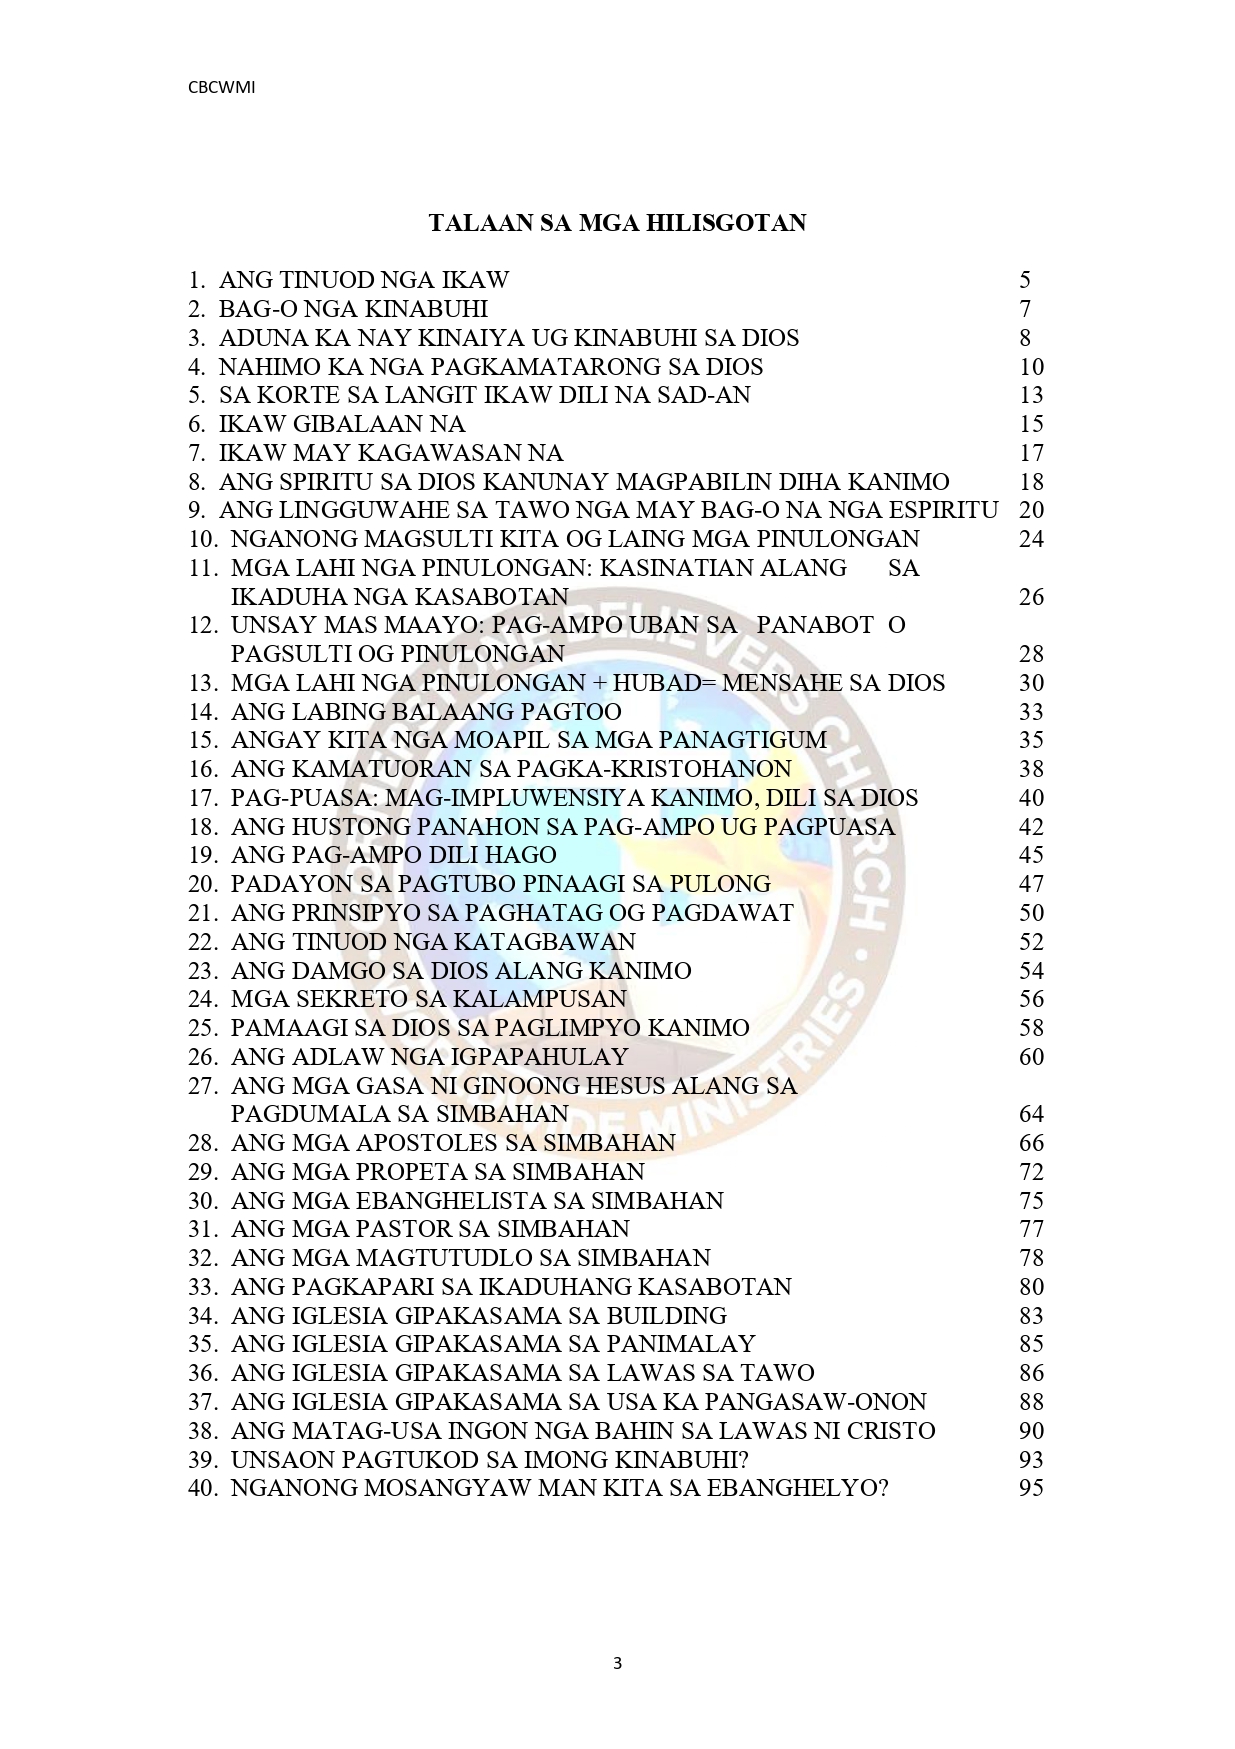 CBCWMI
TALAAN SA MGA HILISGOTAN
1. ANG TINUOD NGA IKAW 5
2. BAG-O NGA KINABUHI 7
3. ADUNA KA NAY KINAIYA UG KINABUHI SA DIOS 8
4. NAHIMO KA NGA PAGKAMATARONG SA DIOS 10
5. SA KORTE SA LANGIT IKAW DILI NA SAD-AN 13
6. IKAW GIBALAAN NA 15
7. IKAW MAY KAGAWASAN NA 17
8. ANG SPIRITU SA DIOS KANUNAY MAGPABILIN DIHA KANIMO 18
9. ANG LINGGUWAHE SA TAWO NGA MAY BAG-O NA NGA ESPIRITU 20
10. NGANONG MAGSULTI KITA OG LAING MGA PINULONGAN 24
11. MGA LAHI NGA PINULONGAN: KASINATIAN ALANG SA
IKADUHA NGA KASABOTAN 26
12. UNSAY MAS MAAYO: PAG-AMPO UBAN SA PANABOT O
PAGSULTI OG PINULONGAN 28
13. MGA LAHI NGA PINULONGAN + HUBAD= MENSAHE SA DIOS 30
14. ANG LABING BALAANG PAGTOO 33
15. ANGAY KITA NGA MOAPIL SA MGA PANAGTIGUM 35
16. ANG KAMATUORAN SA PAGKA-KRISTOHANON 38
17. PAG-PUASA: MAG-IMPLUWENSIYA KANIMO, DILI SA DIOS 40
18. ANG HUSTONG PANAHON SA PAG-AMPO UG PAGPUASA 42
19. ANG PAG-AMPO DILI HAGO 45
20. PADAYON SA PAGTUBO PINAAGI SA PULONG 47
21. ANG PRINSIPYO SA PAGHATAG OG PAGDAWAT 50
22. ANG TINUOD NGA KATAGBAWAN 52
23. ANG DAMGO SA DIOS ALANG KANIMO 54
24. MGA SEKRETO SA KALAMPUSAN 56
25. PAMAAGI SA DIOS SA PAGLIMPYO KANIMO 58
26. ANG ADLAW NGA IGPAPAHULAY 60
27. ANG MGA GASA NI GINOONG HESUS ALANG SA
PAGDUMALA SA SIMBAHAN 64
28. ANG MGA APOSTOLES SA SIMBAHAN 66
29. ANG MGA PROPETA SA SIMBAHAN 72
30. ANG MGA EBANGHELISTA SA SIMBAHAN 75
31. ANG MGA PASTOR SA SIMBAHAN 77
32. ANG MGA MAGTUTUDLO SA SIMBAHAN 78
33. ANG PAGKAPARI SA IKADUHANG KASABOTAN 80
34. ANG IGLESIA GIPAKASAMA SA BUILDING 83
35. ANG IGLESIA GIPAKASAMA SA PANIMALAY 85
36. ANG IGLESIA GIPAKASAMA SA LAWAS SA TAWO 86
37. ANG IGLESIA GIPAKASAMA SA USA KA PANGASAW-ONON 88
38. ANG MATAG-USA INGON NGA BAHIN SA LAWAS NI CRISTO 90
39. UNSAON PAGTUKOD SA IMONG KINABUHI? 93
40. NGANONG MOSANGYAW MAN KITA SA EBANGHELYO? 95
CORNERSTONE BELIEVERS CHURCH
WORLDWIDE MINISTRIES
3